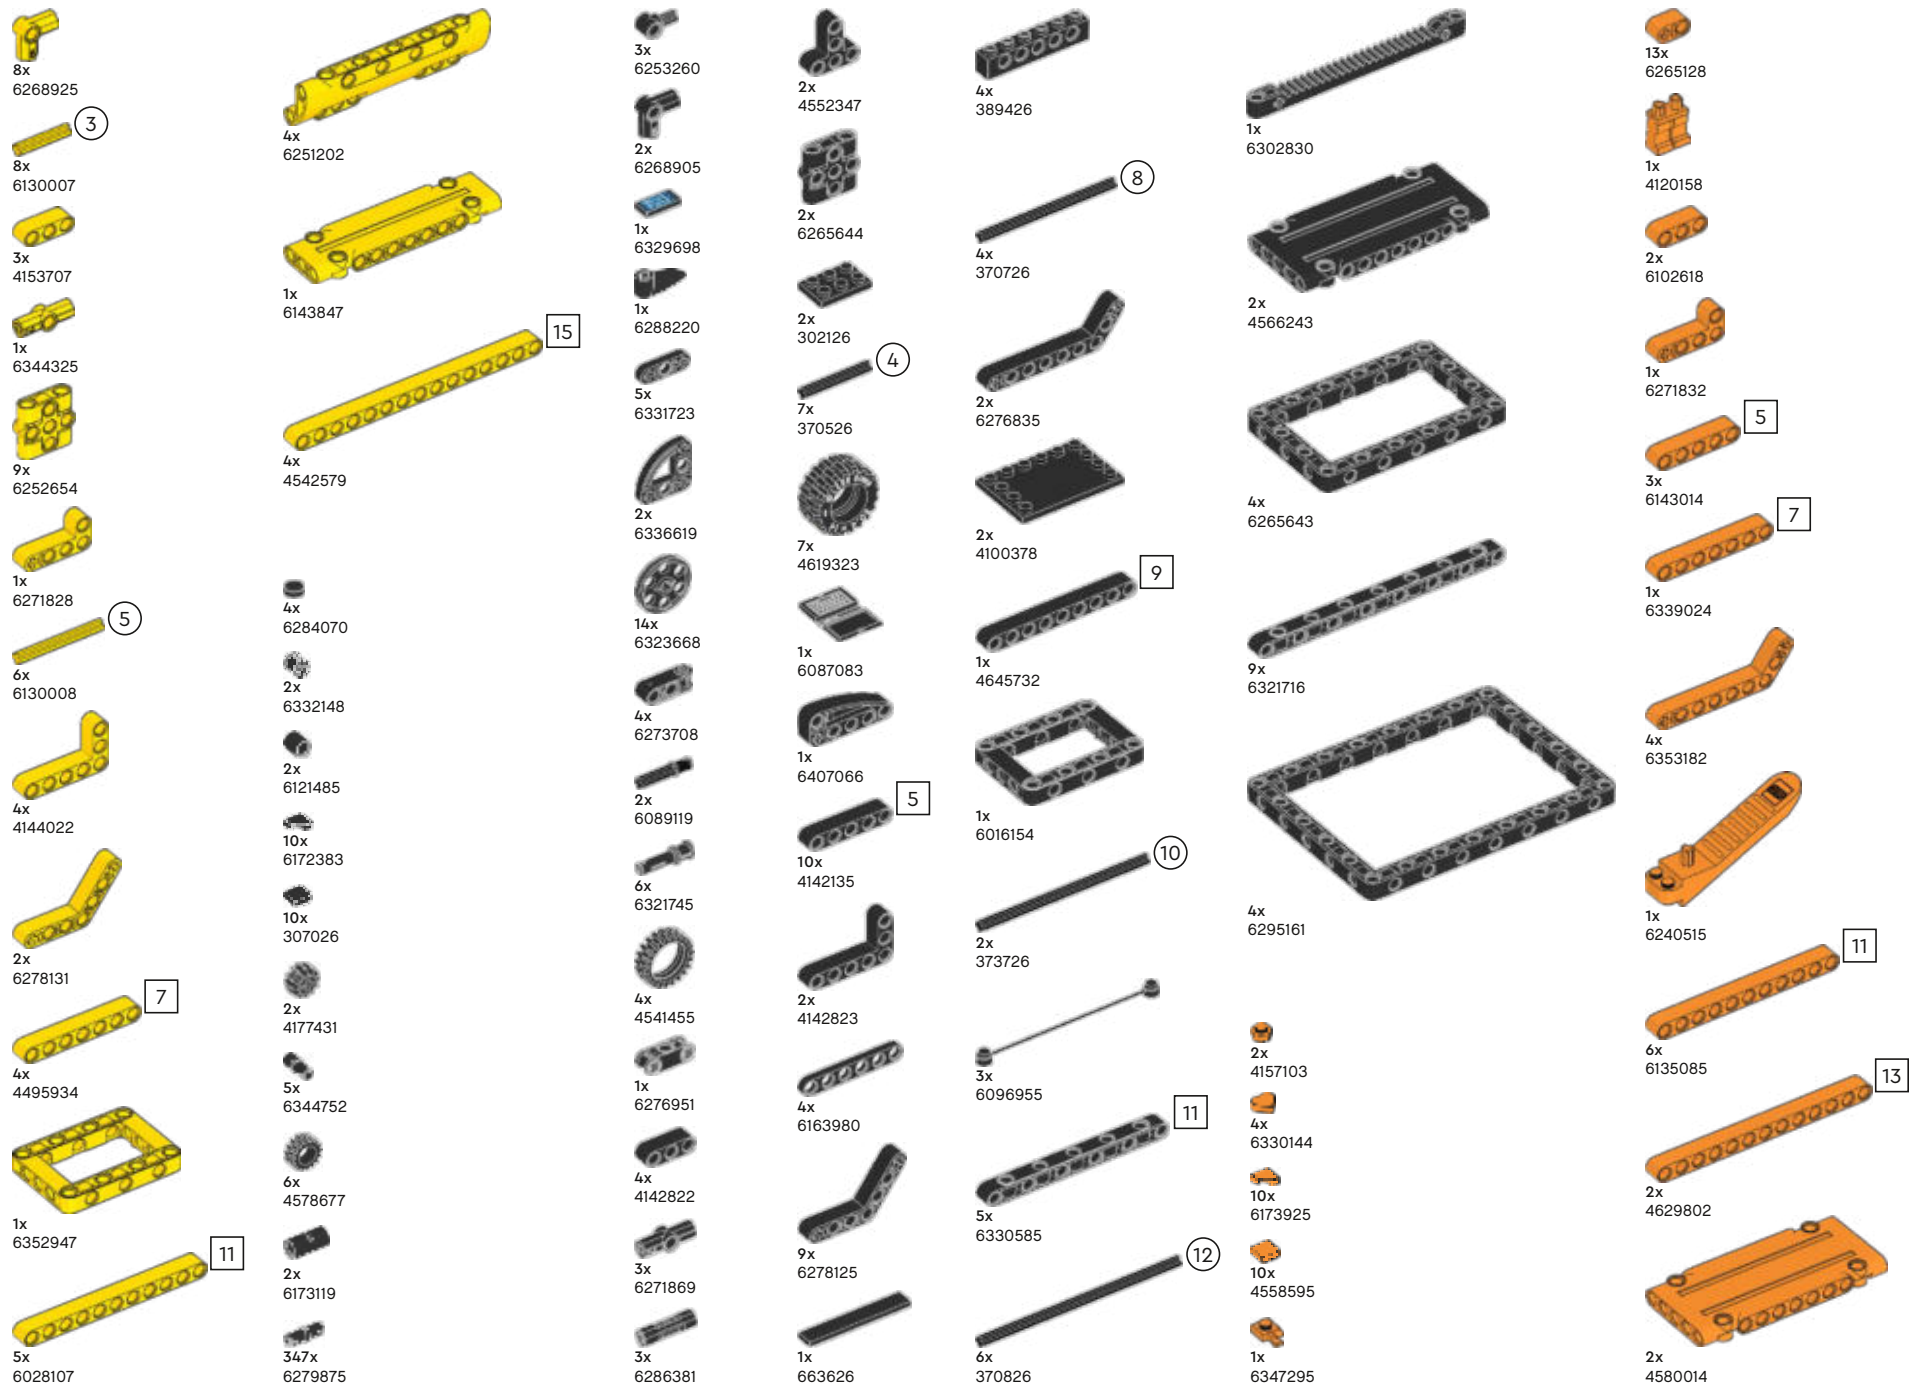 8x
6268925
3
8x
6130007
3x
4153707
1x
6344325
9x
6252654
1x
6271828
5
6x
6130008
4x
4144022
2x
6278131
7
4x
4495934
1x
6352947
11
5x
6028107
4x
6251202
1x
6143847
15
4x
4542579
4x
6284070
2x
6332148
2x
6121485
10x
6172383
10x
307026
2x
4177431
5x
6344752
6x
4578677
2x
6173119
347x
6279875
3x
6253260
2x
6268905
1x
6329698
1x
6288220
5x
6331723
2x
6336619
14x
6323668
4x
6273708
2x
6089119
6x
6321745
4x
4541455
1x
6276951
4x
4142822
3x
6271869
3x
6286381
2x
4552347
2x
6265644
2x
302126
4
7x
370526
7x
4619323
1x
6087083
1x
6407066
5
10x
4142135
2x
4142823
4x
6163980
9x
6278125
1x
663626
4x
389426
8
4x
370726
2x
6276835
2x
4100378
9
1x
4645732
1x
6016154
10
2x
373726
3x
6096955
11
5x
6330585
12
6x
370826
1x
6302830
2x
4566243
4x
6265643
9x
6321716
4x
6295161
2x
4157103
4x
6330144
10x
6173925
10x
4558595
1x
6347295
13x
6265128
1x
4120158
2x
6102618
1x
6271832
5
3x
6143014
7
1x
6339024
4x
6353182
1x
6240515
11
6x
6135085
13
2x
4629802
2x
4580014